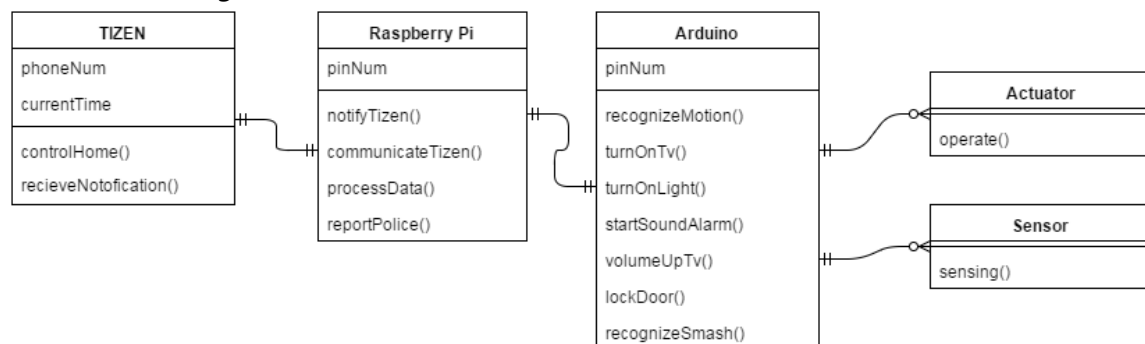 TIZEN
phoneNum
currentTime
controlHome()
recieveNotofication()
Raspberry Pi
pinNum
notifyTizen()
communicateTizen()
processData()
reportPolice()
Arduino
pinNum
recognizeMotion()
turnOnTv()
turnOnLight()
startSoundAlarm()
volumeUpTv()
lockDoor()
recognizeSmash()
Actuator
operate()
Sensor
sensing()